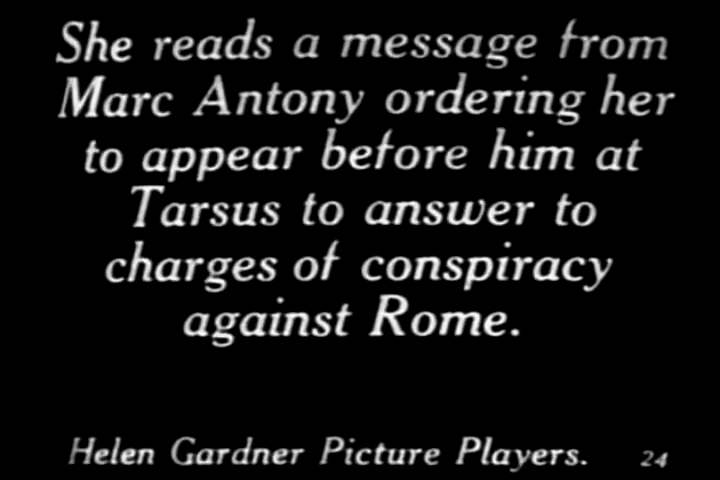 She reads a message from
Marc Antony ordering her
to appear before him at
Tarsus to answer to
charges of conspiracy
against Rome.
Helen Gardner Picture Players. 24